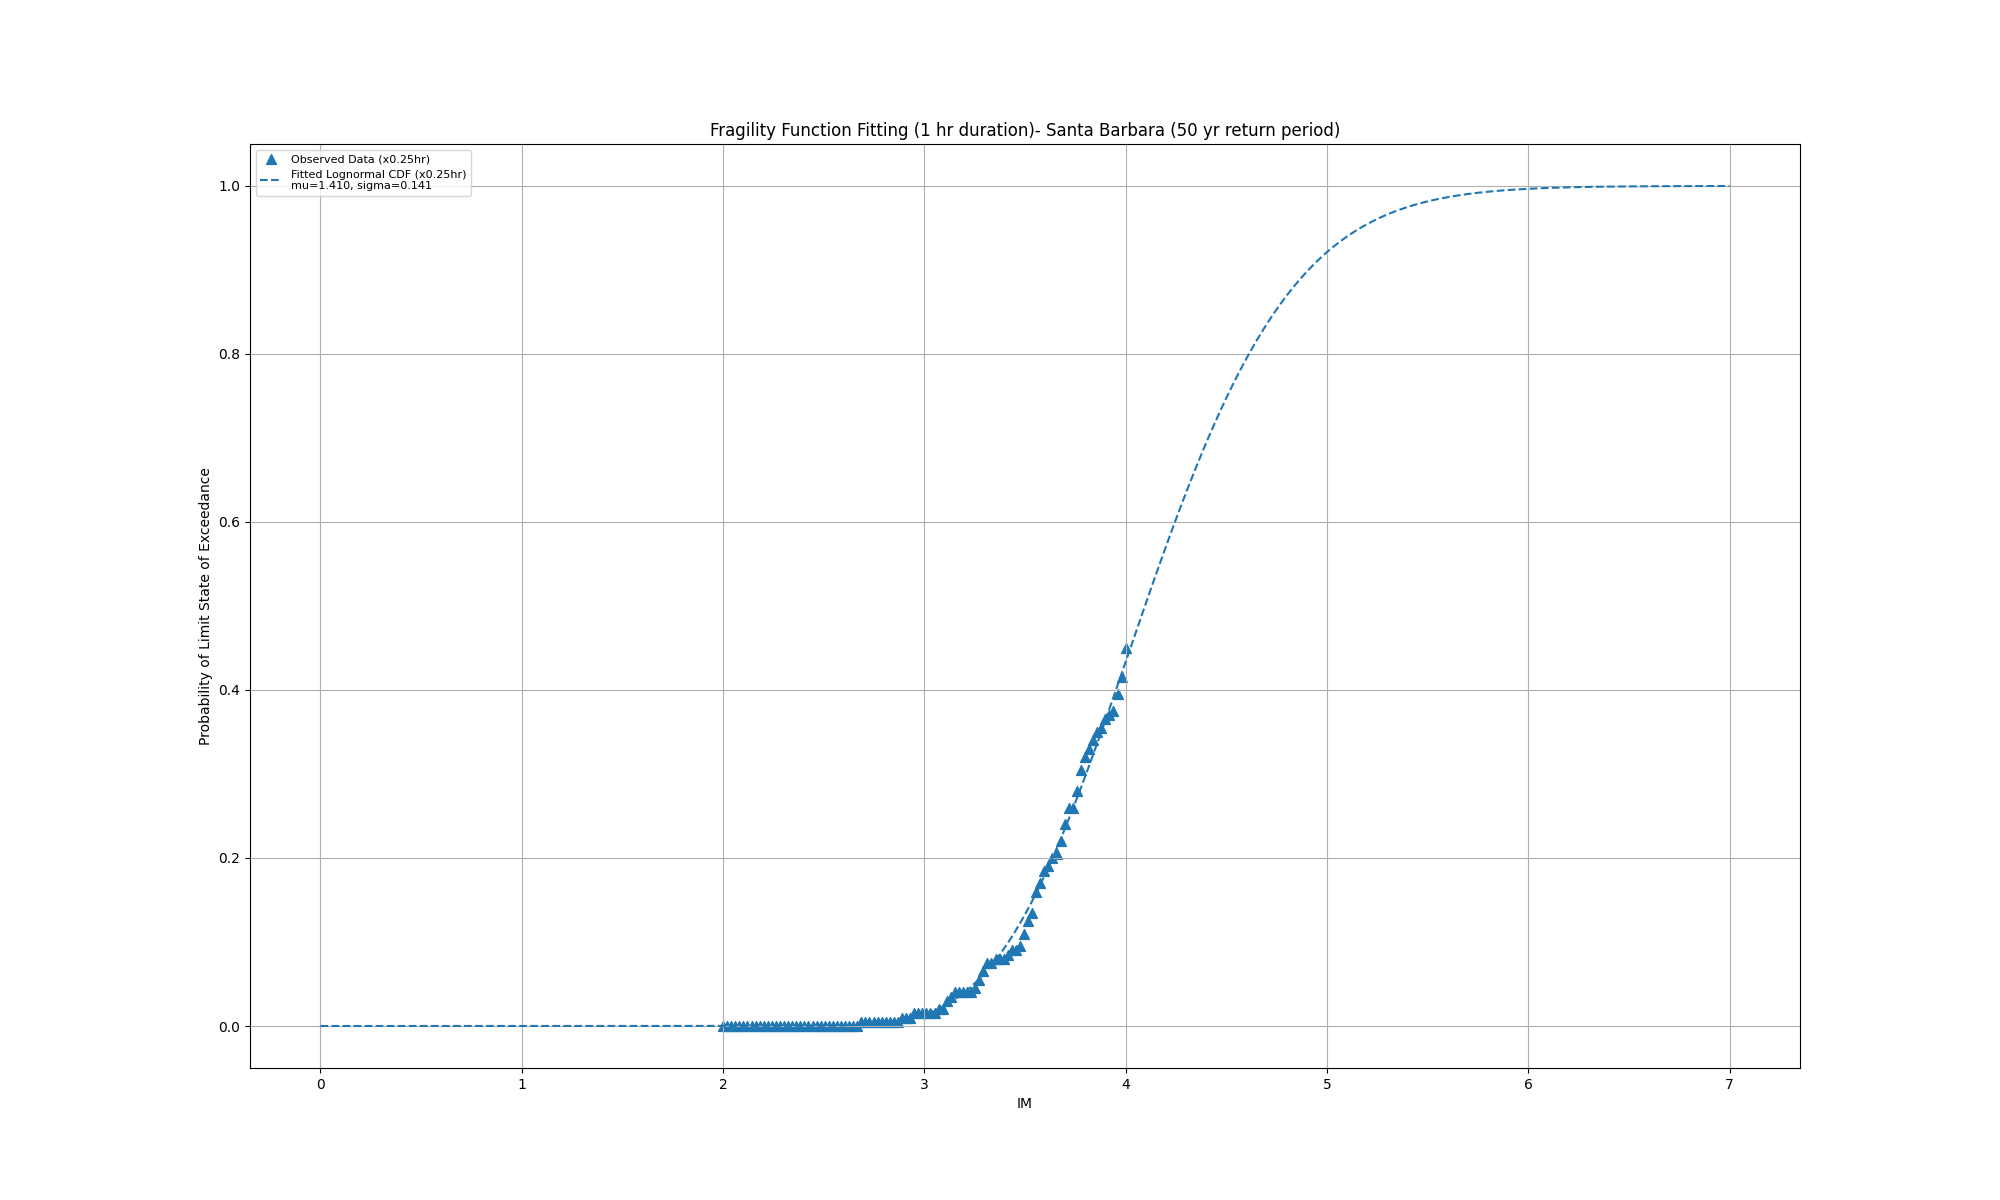 Fragility Function Fitting (1 hr duration)- Santa Barbara (50 yr return period)
Observed Data (x0.25hr)
Fitted Lognormal CDF (x0.25hr)
mu=1.410, sigma=0.141
Probability of Limit State of Exceedance
1.0
0.8
0.6
0.4
0.2
0.0
0 1 2 3 4 5 6 7
IM